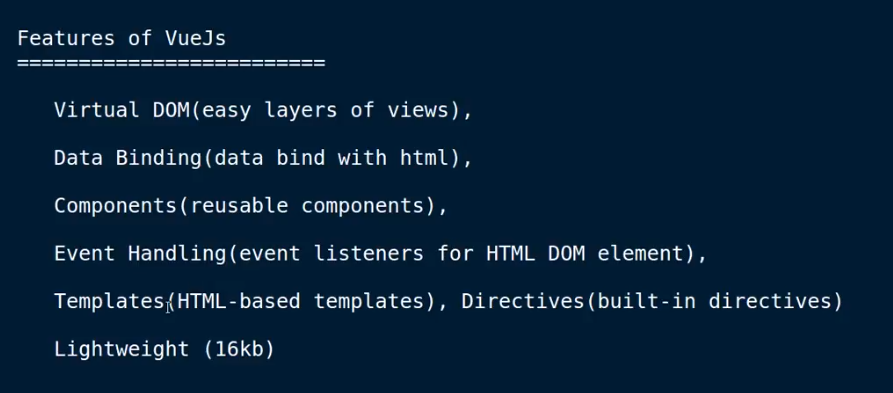 Features of VueJs
=========================
Virtual DOM(easy layers of views),
Data Binding(data bind with html),
Components(reusable components),
Event Handling(event listeners for HTML DOM element),
Templates(HTML-based templates), Directives(built-in directives)
Lightweight (16kb)